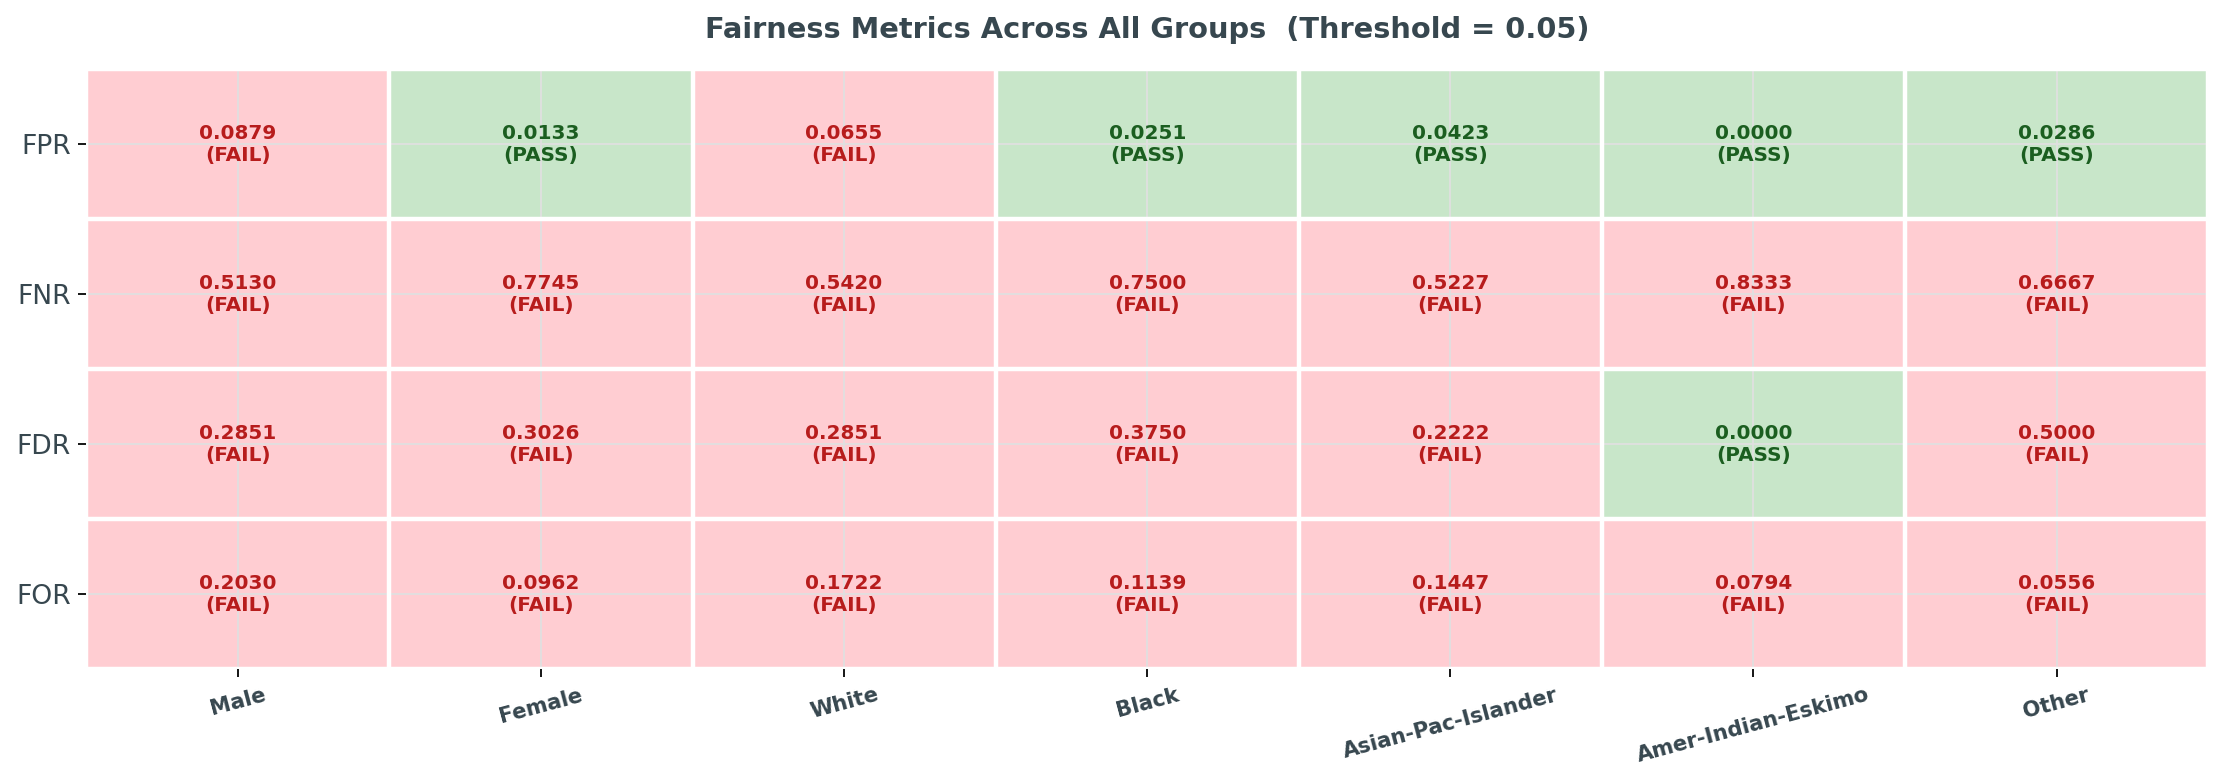 Fairness Metrics Across All Groups  (Threshold = 0.05)
FPR
0.0879
(FAIL)
0.0133
(PASS)
0.0655
(FAIL)
0.0251
(PASS)
0.0423
(PASS)
0.0000
(PASS)
0.0286
(PASS)
FNR
0.5130
(FAIL)
0.7745
(FAIL)
0.5420
(FAIL)
0.7500
(FAIL)
0.5227
(FAIL)
0.8333
(FAIL)
0.6667
(FAIL)
FDR
0.2851
(FAIL)
0.3026
(FAIL)
0.2851
(FAIL)
0.3750
(FAIL)
0.2222
(FAIL)
0.0000
(PASS)
0.5000
(FAIL)
FOR
0.2030
(FAIL)
0.0962
(FAIL)
0.1722
(FAIL)
0.1139
(FAIL)
0.1447
(FAIL)
0.0794
(FAIL)
0.0556
(FAIL)
Male
Female
White
Black
Asian-Pac-Islander
Amer-Indian-Eskimo
Other